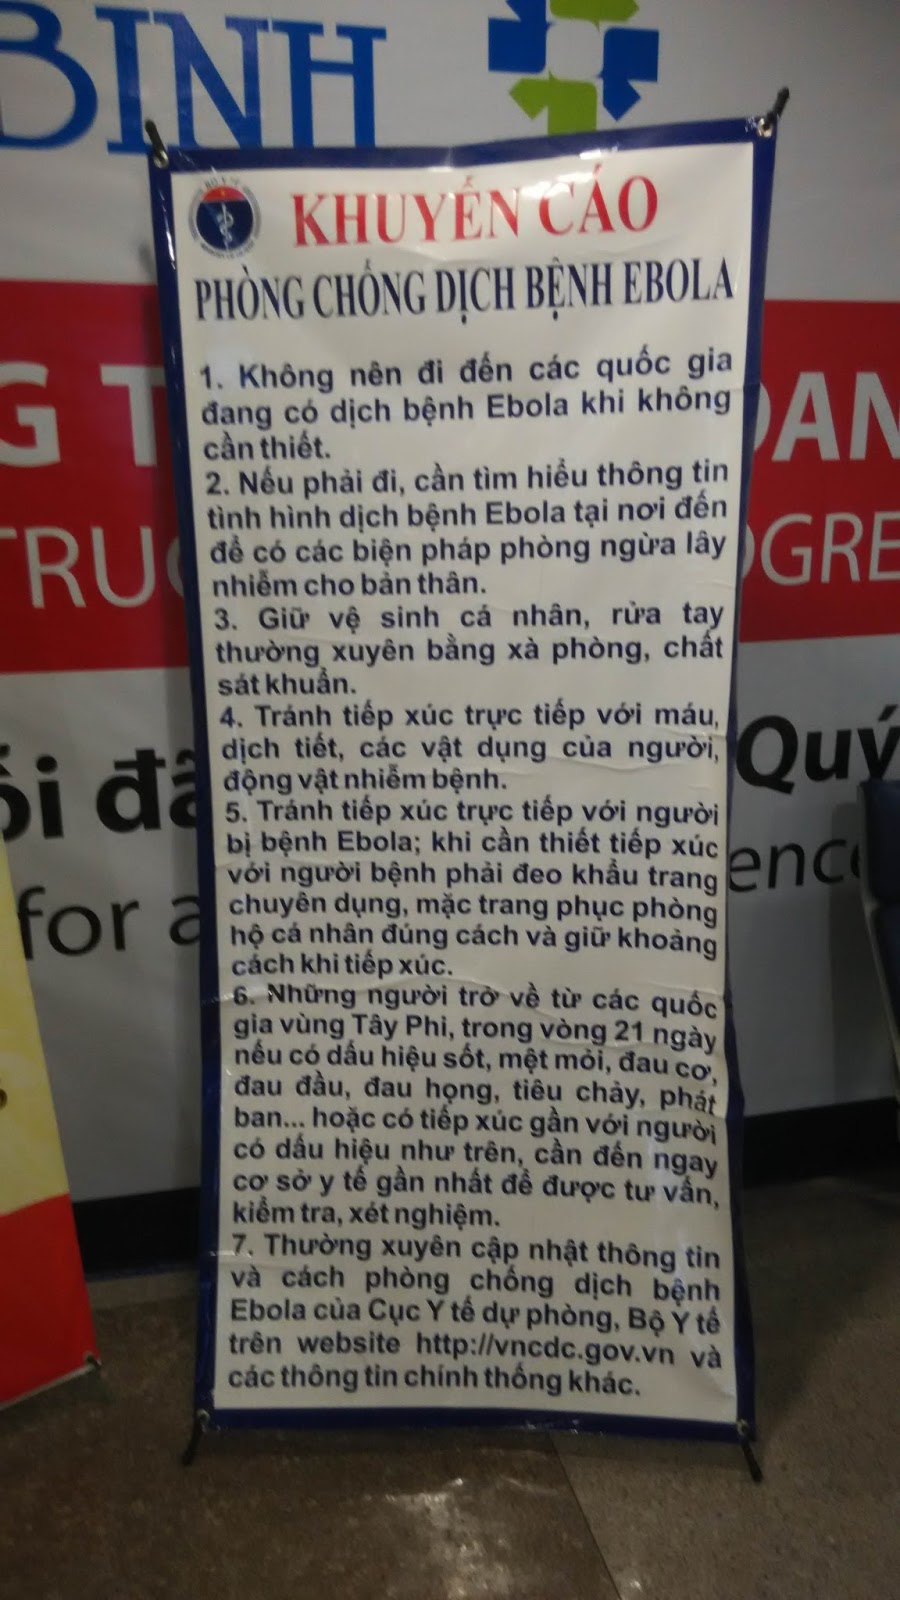 BINH
KHUYẾN CÁO
PHÒNG CHỐNG DỊCH BỆNH EBOLA
1. Không nên đi đến các quốc gia
đang có dịch bệnh Ebola khi không
cần thiết.
2. Nếu phải đi, cần tìm hiểu thông tin
tình hình dịch bệnh Ebola tại nơi đến
để có các biện pháp phòng ngừa lây
nhiễm cho bản thân.
3. Giữ vệ sinh cá nhân, rửa tay
thường xuyên bằng xà phòng, chất
sát khuẩn.
4. Tránh tiếp xúc trực tiếp với máu,
dịch tiết, các vật dụng của người,
động vật nhiễm bệnh.
5. Tránh tiếp xúc trực tiếp với người
bị bệnh Ebola; khi cần thiết tiếp xúc
với người bệnh phải đeo khẩu trang
chuyên dụng, mặc trang phục phòng
hộ cá nhân đúng cách và giữ khoảng
cách khi tiếp xúc.
6. Những người trở về từ các quốc
gia vùng Tây Phi, trong vòng 21 ngày
nếu có dấu hiệu sốt, mệt mỏi, đau cơ,
đau đầu, đau họng, tiêu chảy, phát
ban... hoặc có tiếp xúc gần với người
có dấu hiệu như trên, cần đến ngay
cơ sở y tế gần nhất để được tư vấn,
kiểm tra, xét nghiệm.
7. Thường xuyên cập nhật thông tin
và cách phòng chống dịch bệnh
Ebola của Cục Y tế dự phòng, Bộ Y tế
trên website http://vncdc.gov.vn và
các thông tin chính thống khác.
G T DAN
TRUC OGRE
ối đã Quý
for a ence